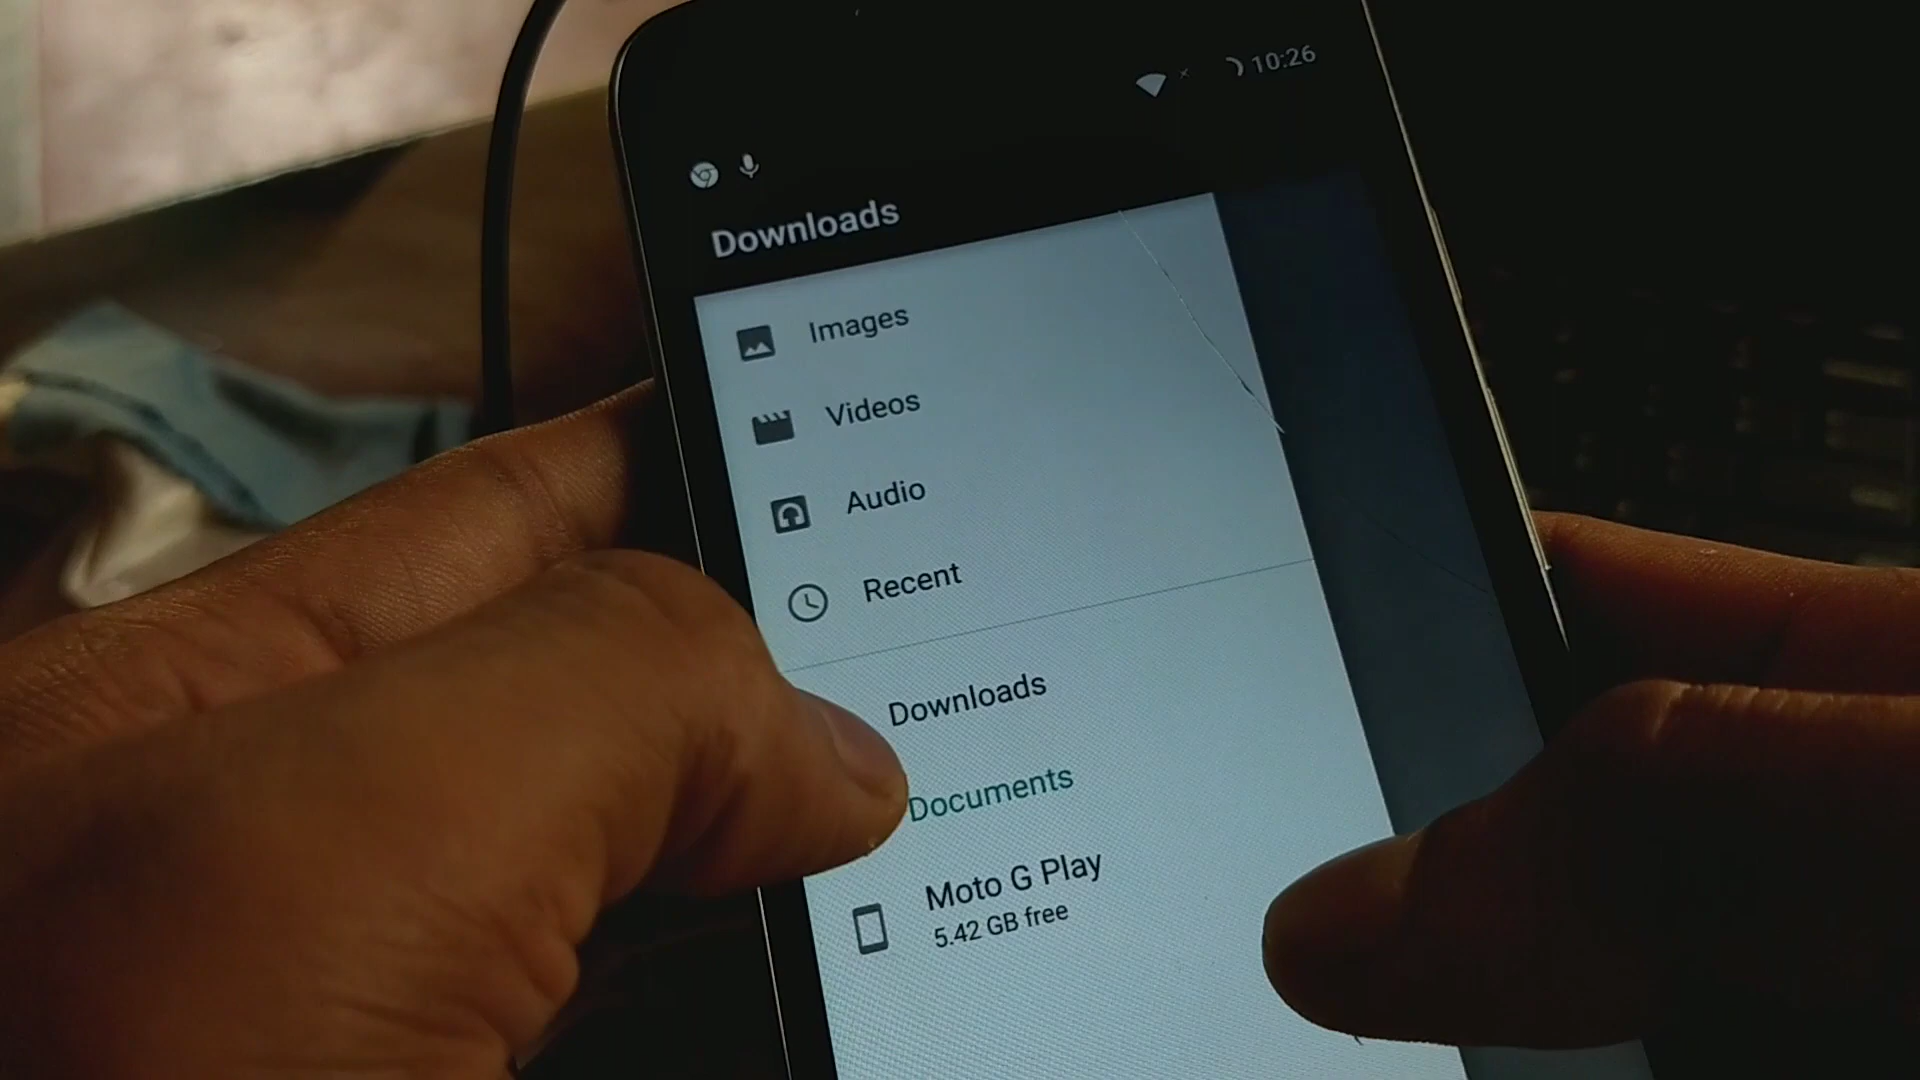 10:26
Downloads
Images
Videos
Audio
Recent
Downloads
Documents
Moto G Play
5.42 GB free